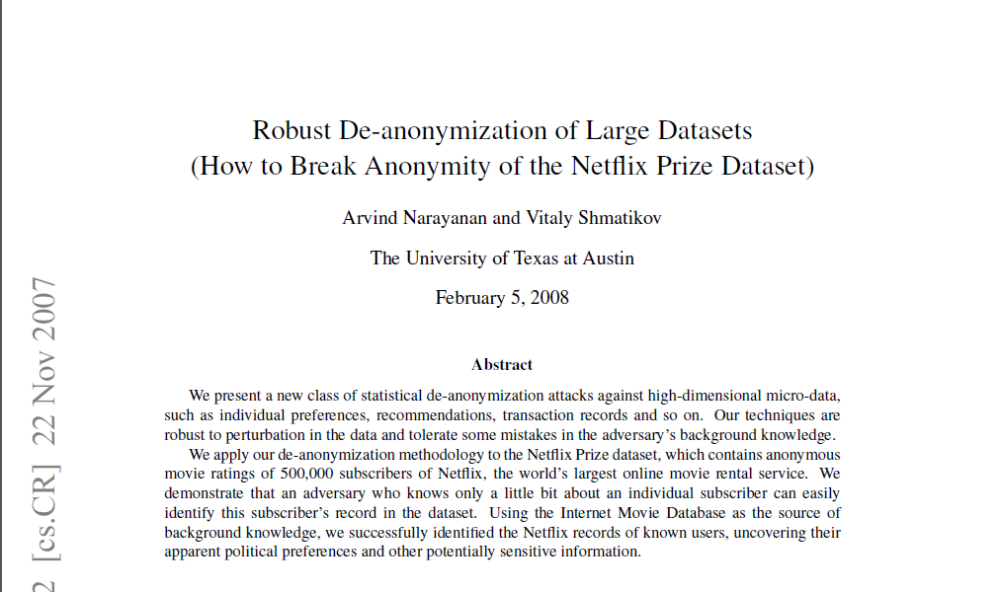 Robust De-anonymization of Large Datasets
(How to Break Anonymity of the Netflix Prize Dataset)
Arvind Narayanan and Vitaly Shmatikov
The University of Texas at Austin
February 5, 2008
Abstract
We present a new class of statistical de-anonymization attacks against high-dimensional micro-data,
such as individual preferences, recommendations, transaction records and so on. Our techniques are
robust to perturbation in the data and tolerate some mistakes in the adversary's background knowledge.
We apply our de-anonymization methodology to the Netflix Prize dataset, which contains anonymous
movie ratings of 500,000 subscribers of Netflix, the world's largest online movie rental service. We
demonstrate that an adversary who knows only a little bit about an individual subscriber can easily
identify this subscriber's record in the dataset. Using the Internet Movie Database as the source of
background knowledge, we successfully identified the Netflix records of known users, uncovering their
apparent political preferences and other potentially sensitive information.
2 [cs.CR] 22 Nov 2007